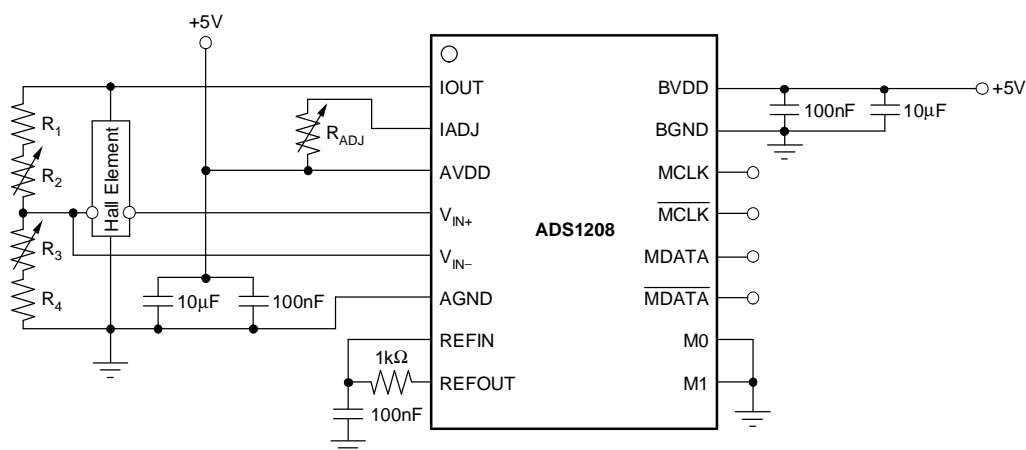 +5V
IOUT
BVDD
+5V
R1
RADJ
IADJ
100nF
10μF
BGND
R2
Hall Element
AVDD
MCLK
VIN+
ADS1208
MCLK
R3
VIN−
MDATA
R4
10μF
100nF
AGND
MDATA
REFIN
M0
1kΩ
REFOUT
M1
100nF